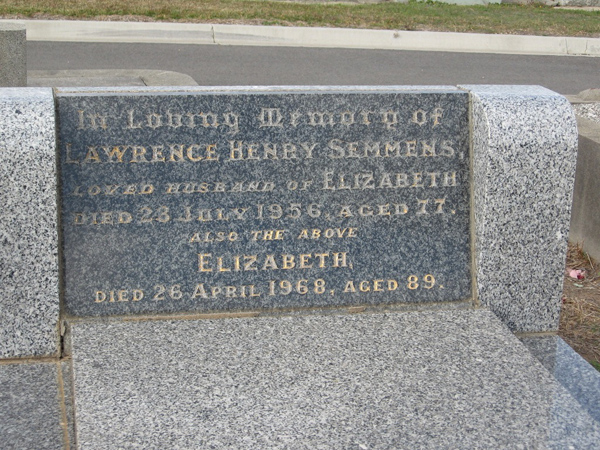 In Loving Memory of
LAWRENCE HENRY SEMMENS,
LOVED HUSBAND OF ELIZABETH
DIED 23 JULY 1956, AGED 77.
ALSO THE ABOVE
ELIZABETH,
DIED 26 APRIL 1968, AGED 89.